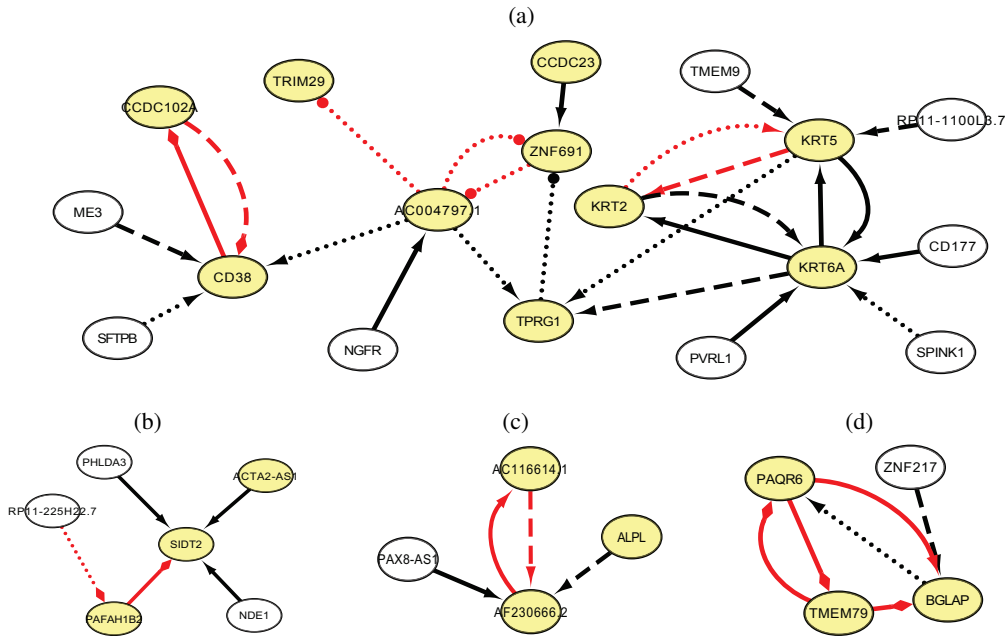 (a)
CCDC23
TRIM29
TMEM9
CCDC102A
RP11-1100L3.7
KRT5
ZNF691
AC004797.1
KRT2
ME3
CD38
KRT6A
CD177
TPRG1
SFTPB
NGFR
PVRL1
SPINK1
(b)
(c)
(d)
PHLDA3
ACTA2-AS1
AC116614.1
ZNF217
PAQR6
RP11-225H22.7
SIDT2
ALPL
PAX8-AS1
PAFAH1B2
NDE1
AF230666.2
TMEM79
BGLAP